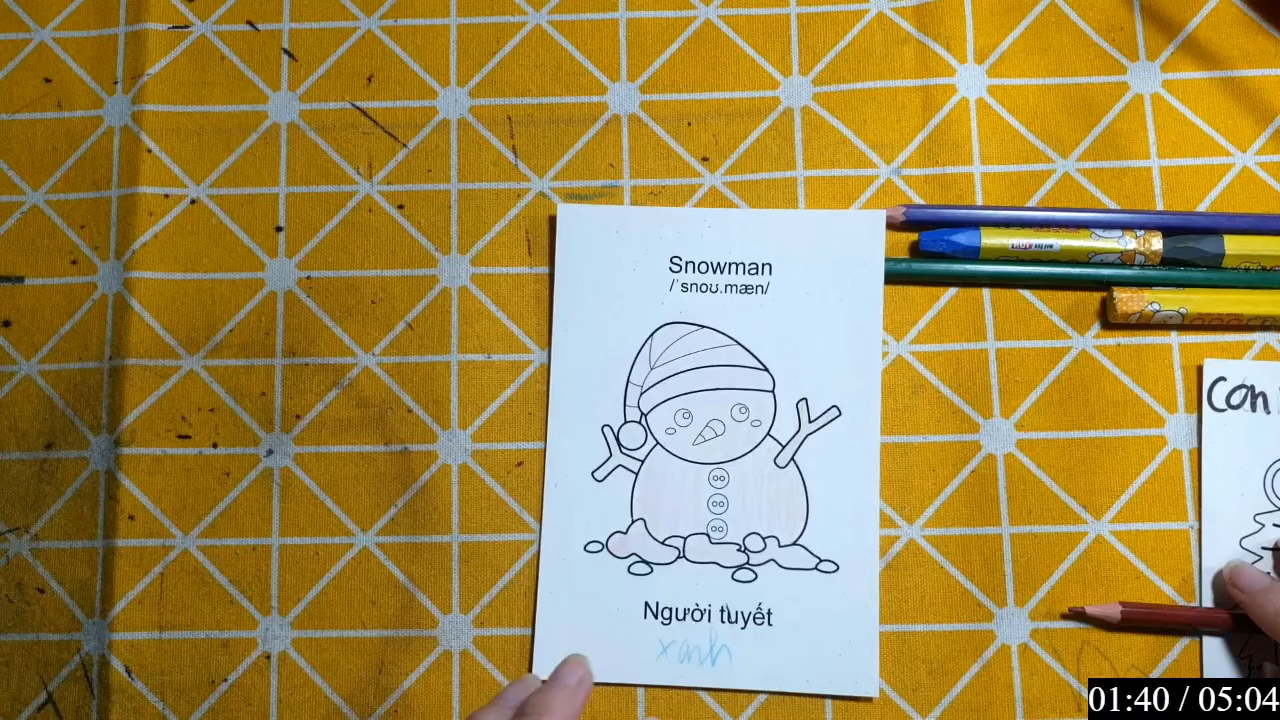 Snowman
/ˈsnoʊ.mæn/
Người tuyết
xanh
con
01:40 / 05:04